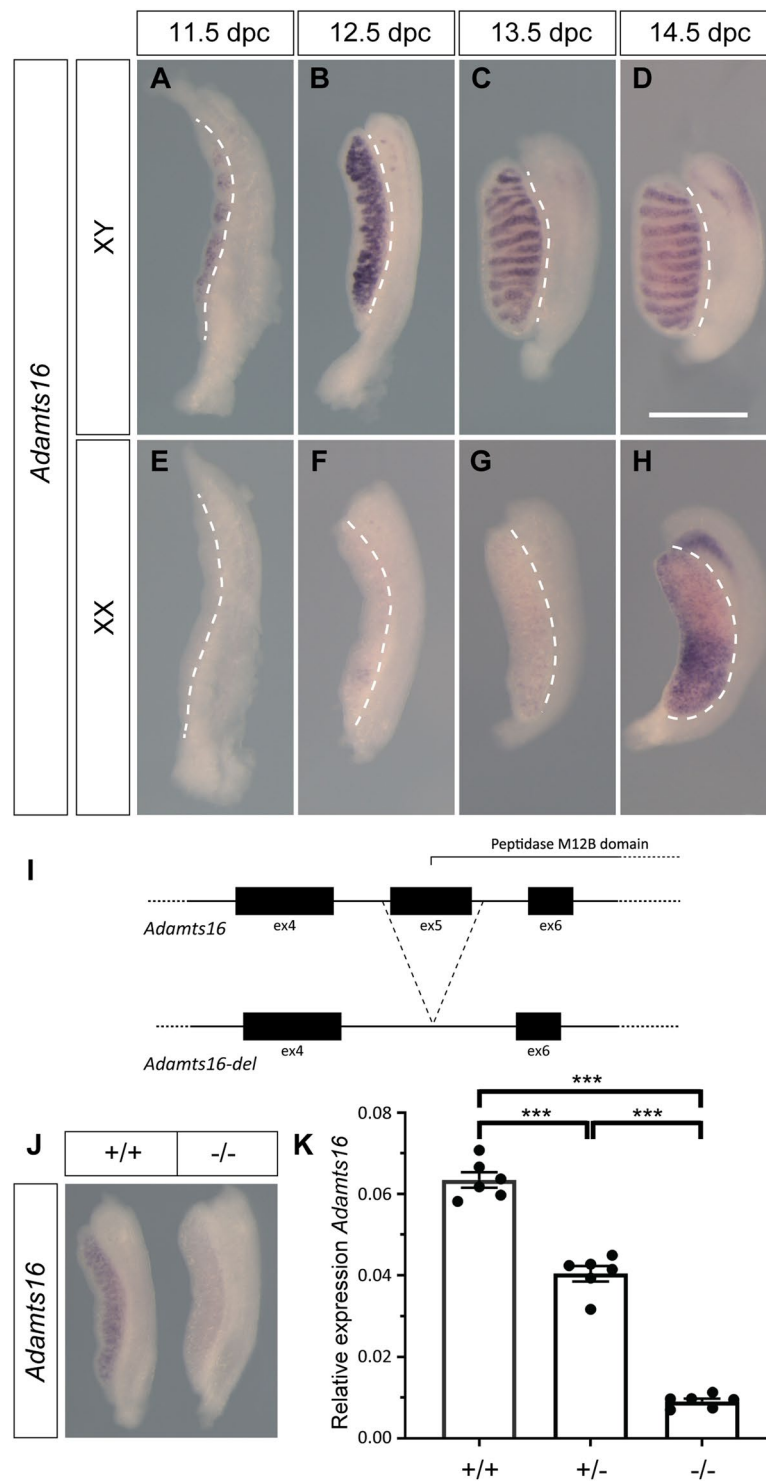 11.5 dpc 12.5 dpc 13.5 dpc 14.5 dpc
A B C D
XY
Adamts16
E F G H
XX
I
Peptidase M12B domain
Adamts16 ex4 ex5 ex6
Adamts16-del ex4 ex6
J
+/+ -/-
Adamts16
K
***
*** ***
Relative expression Adamts16
0.08
0.06
0.04
0.02
0.00
+/+ +/- -/-